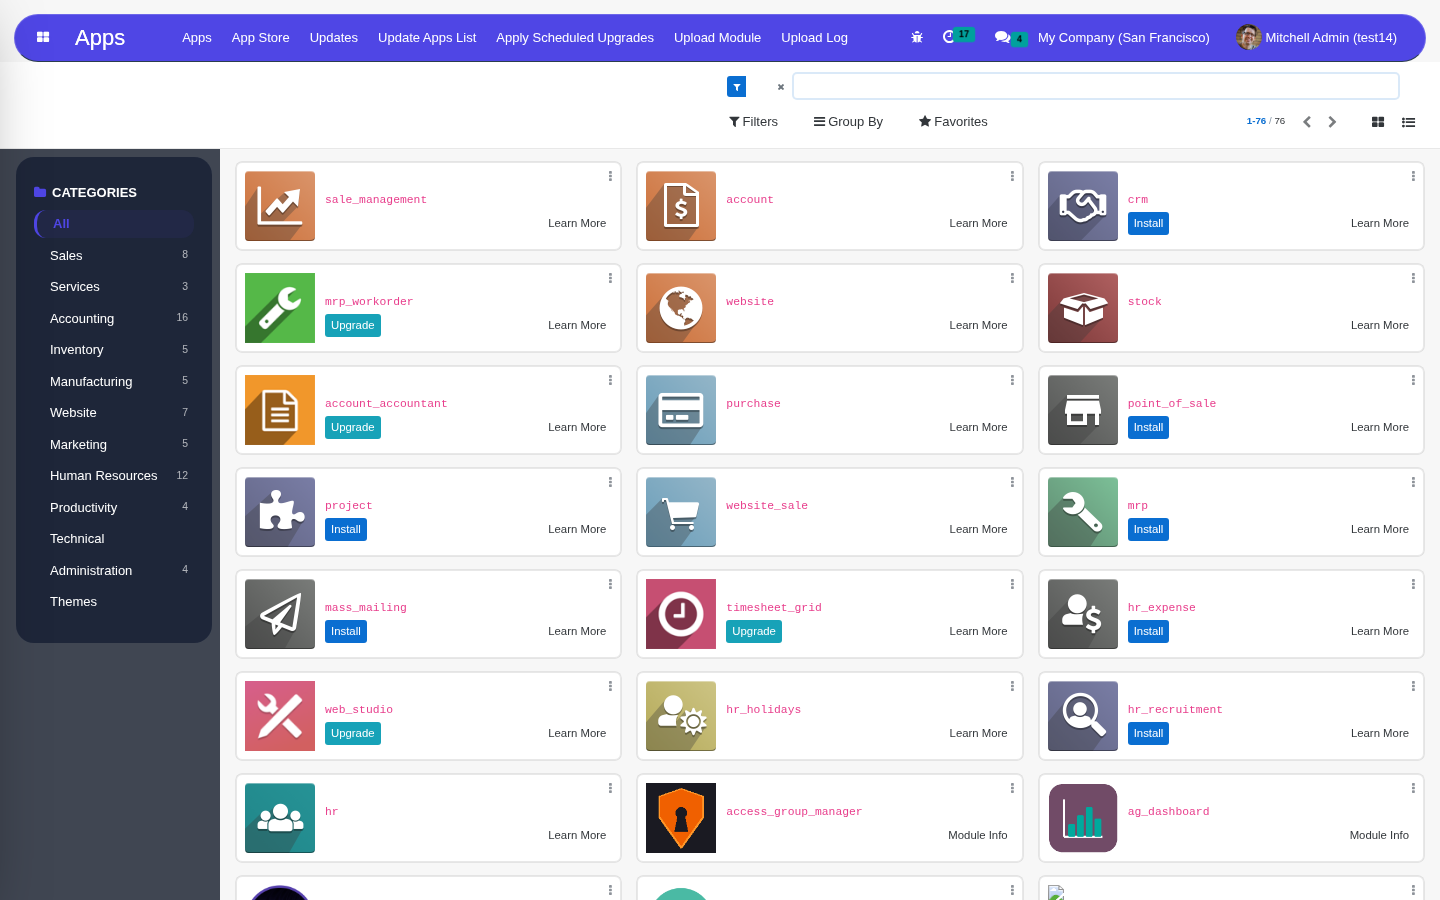 Apps
Apps
App Store
Updates
Update Apps List
Apply Scheduled Upgrades
Upload Module
Upload Log
17
4
My Company (San Francisco)
Mitchell Admin (test14)
Filters
Group By
Favorites
1-76 / 76
CATEGORIES
All
Sales 8
Services 3
Accounting 16
Inventory 5
Manufacturing 5
Website 7
Marketing 5
Human Resources 12
Productivity 4
Technical
Administration 4
Themes
sale_management
Learn More
account
Learn More
crm
Install
Learn More
mrp_workorder
Upgrade
Learn More
website
Learn More
stock
Learn More
account_accountant
Upgrade
Learn More
purchase
Learn More
point_of_sale
Install
Learn More
project
Install
Learn More
website_sale
Learn More
mrp
Install
Learn More
mass_mailing
Install
Learn More
timesheet_grid
Upgrade
Learn More
hr_expense
Install
Learn More
web_studio
Upgrade
Learn More
hr_holidays
Learn More
hr_recruitment
Install
Learn More
hr
Learn More
access_group_manager
Module Info
ag_dashboard
Module Info